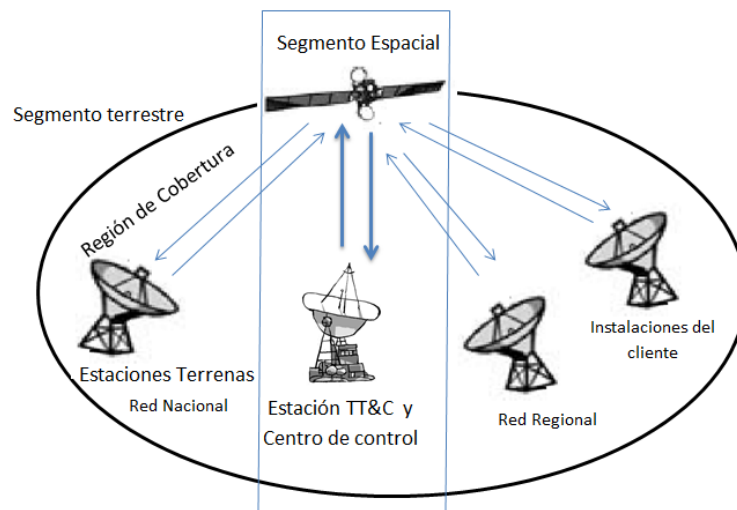 Segmento Espacial
Segmento terrestre
Región de Cobertura
Instalaciones del
cliente
Estaciones Terrenas
Red Nacional
Estación TT&C y
Centro de control
Red Regional